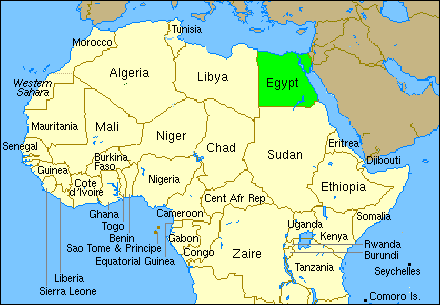 Tunisia
Morocco
Algeria
Libya
Egypt
Western
Sahara
Mauritania
Mali
Niger
Chad
Sudan
Eritrea
Djibouti
Senegal
Guinea
Burkina
Faso
Cote
d'Ivoire
Nigeria
Cent Afr Rep
Ethiopia
Somalia
Ghana
Togo
Benin
Sao Tome & Principe
Equatorial Guinea
Cameroon
Gabon
Congo
Zaire
Uganda
Kenya
Rwanda
Burundi
Tanzania
Seychelles
Comoro Is.
Liberia
Sierra Leone